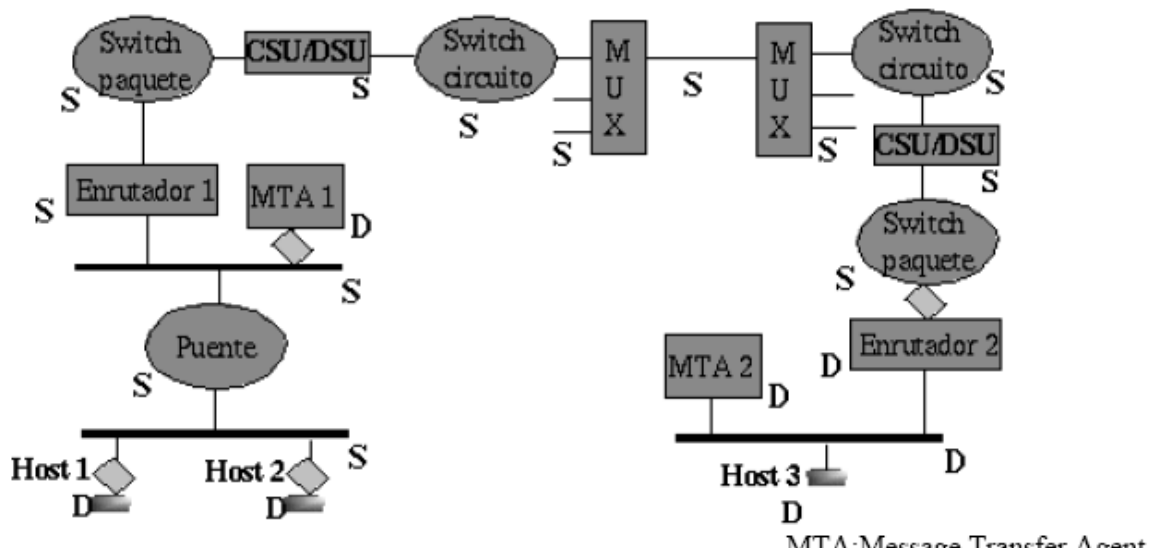 Switch
paquete
S
CSU/DSU
S
Switch
circuito
S
M
U
X
S
S
M
U
X
S
Switch
circuito
S
CSU/DSU
S
Switch
paquete
S
Enrutador 1
S
MTA 1
D
S
Puente
S
S
Host 1
D
Host 2
D
Enrutador 2
D
MTA 2
D
D
Host 3
D
MTA:Message Transfer Agent